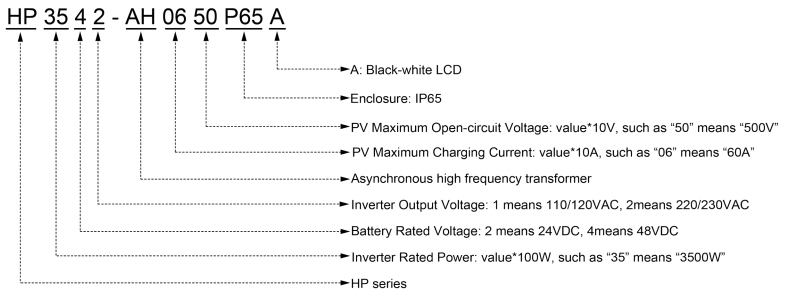 HP 35 4 2 - AH 06 50 P65 A
A: Black-white LCD
Enclosure: IP65
PV Maximum Open-circuit Voltage: value*10V, such as “50” means “500V”
PV Maximum Charging Current: value*10A, such as “06” means “60A”
Asynchronous high frequency transformer
Inverter Output Voltage: 1 means 110/120VAC, 2means 220/230VAC
Battery Rated Voltage: 2 means 24VDC, 4means 48VDC
Inverter Rated Power: value*100W, such as “35” means “3500W”
HP series